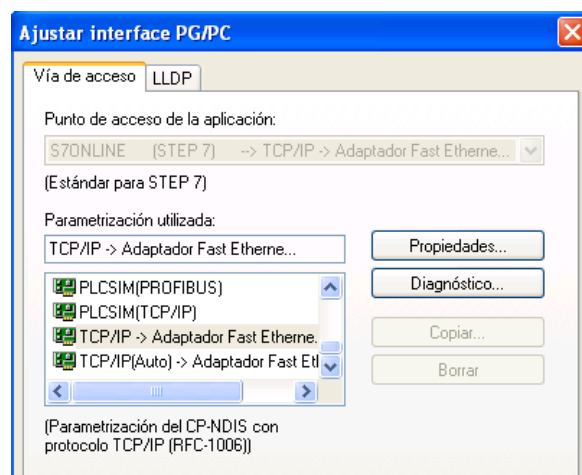 Ajustar interface PG/PC
Vía de acceso LLDP
Punto de acceso de la aplicación:
S7ONLINE (STEP 7) --> TCP/IP -> Adaptador Fast Etherne...
(Estándar para STEP 7)
Parametrización utilizada:
TCP/IP -> Adaptador Fast Etherne... Propiedades...
PLCSIM(PROFIBUS) Diagnóstico...
PLCSIM(TCP/IP)
TCP/IP -> Adaptador Fast Etherne. Copiar...
TCP/IP(Auto) -> Adaptador Fast Etl Borrar
(Parametrización del CP-NDIS con
protocolo TCP/IP (RFC-1006))